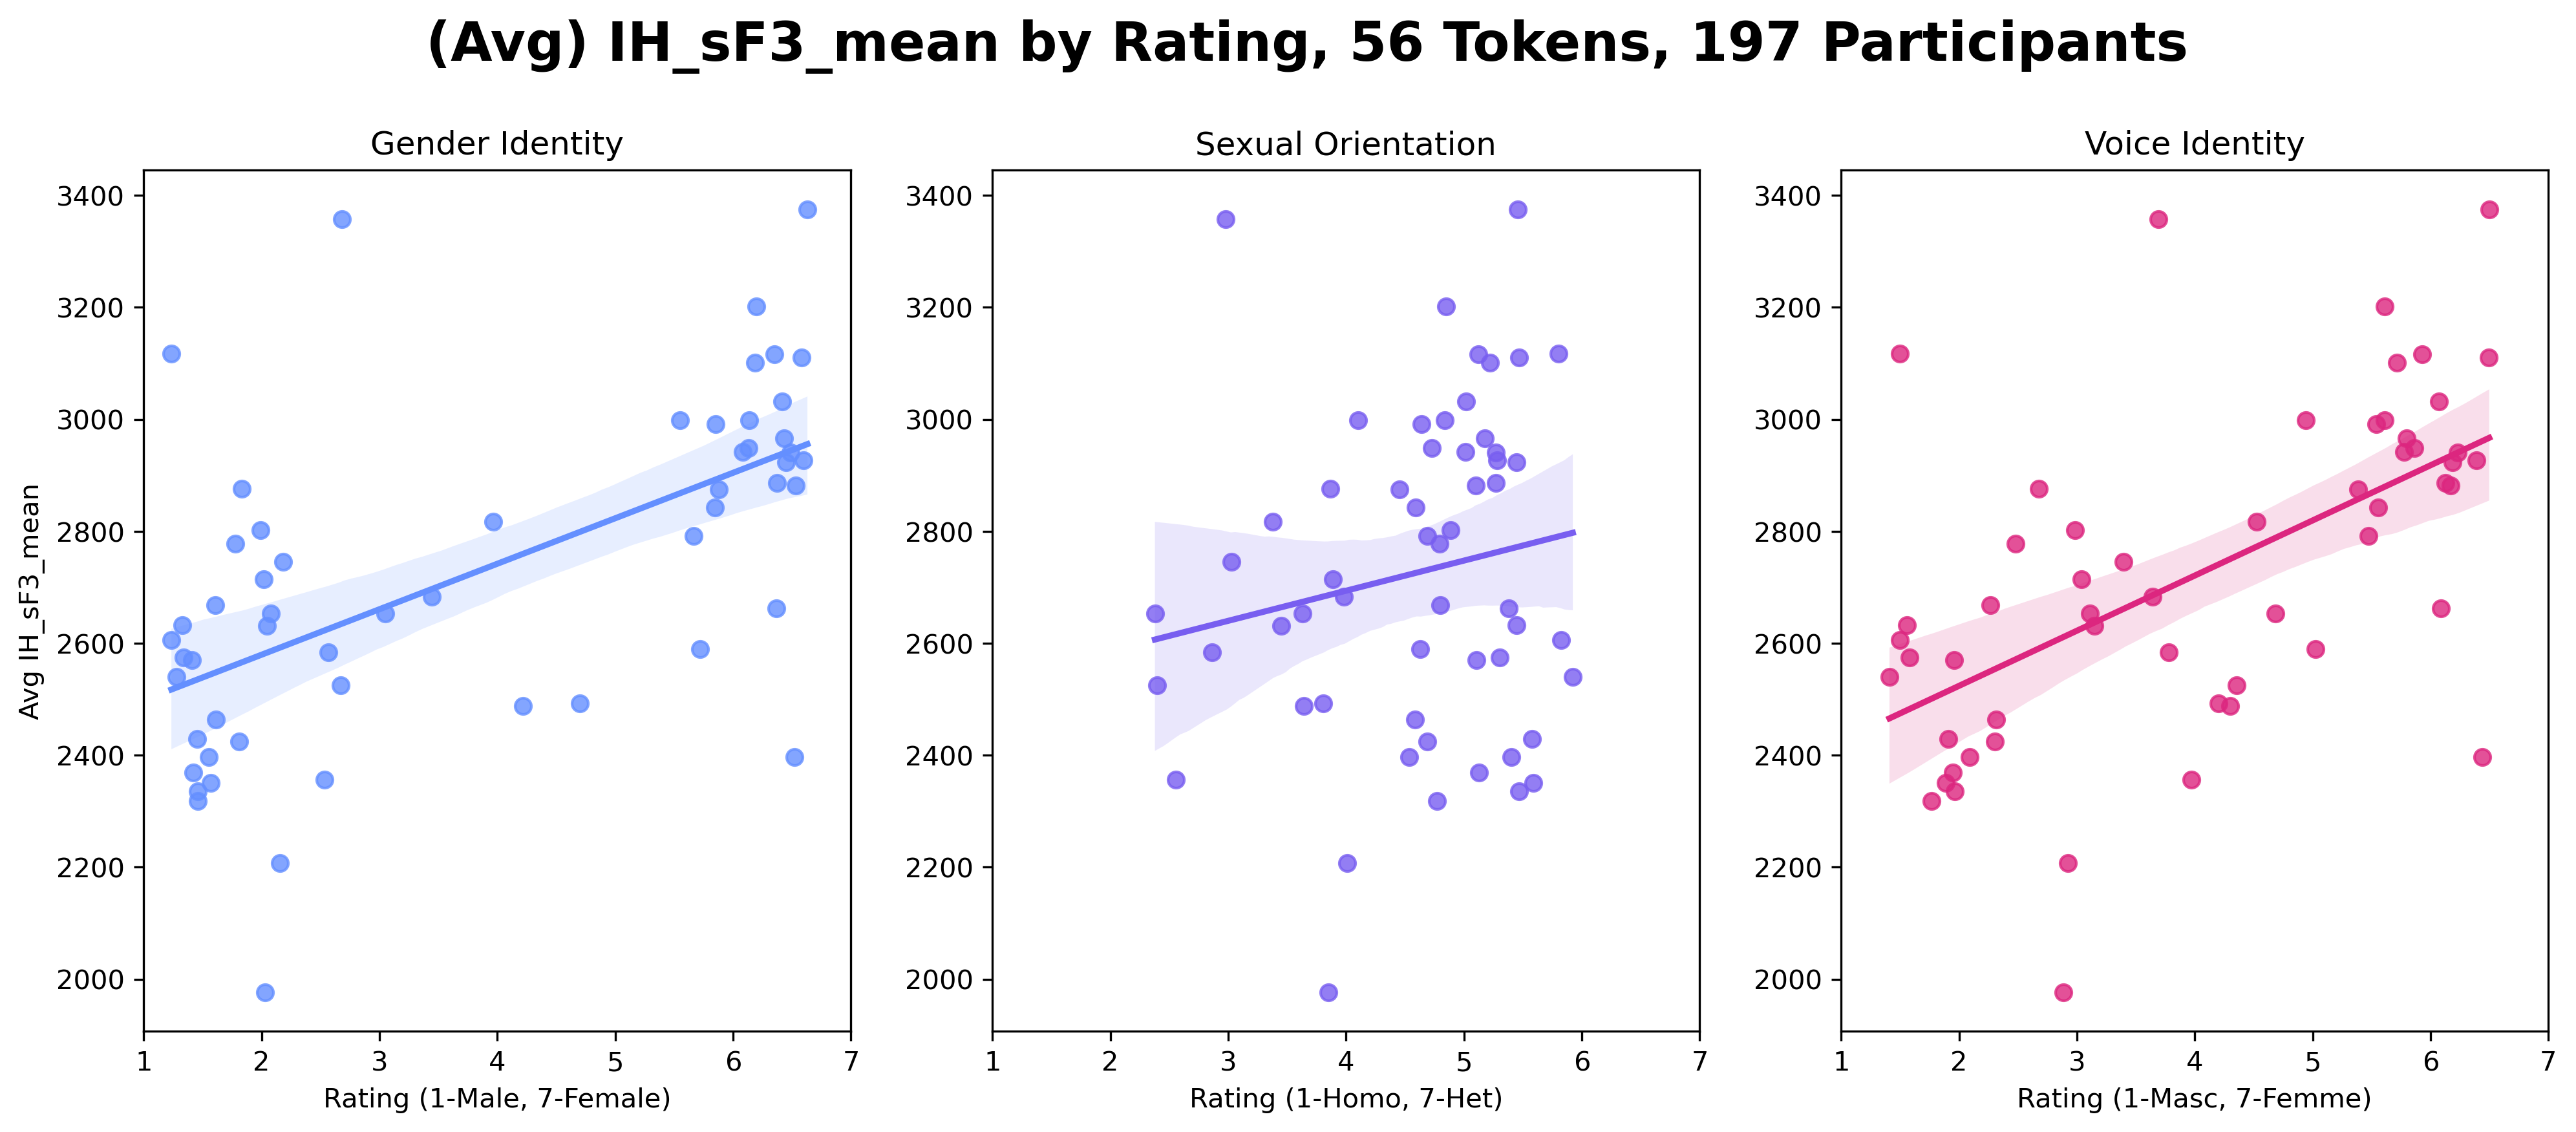 (Avg) IH_sF3_mean by Rating, 56 Tokens, 197 Participants
Gender Identity
Sexual Orientation
Voice Identity
Avg IH_sF3_mean
3400
3200
3000
2800
2600
2400
2200
2000
1 2 3 4 5 6 7
Rating (1-Male, 7-Female)
3400
3200
3000
2800
2600
2400
2200
2000
1 2 3 4 5 6 7
Rating (1-Homo, 7-Het)
3400
3200
3000
2800
2600
2400
2200
2000
1 2 3 4 5 6 7
Rating (1-Masc, 7-Femme)